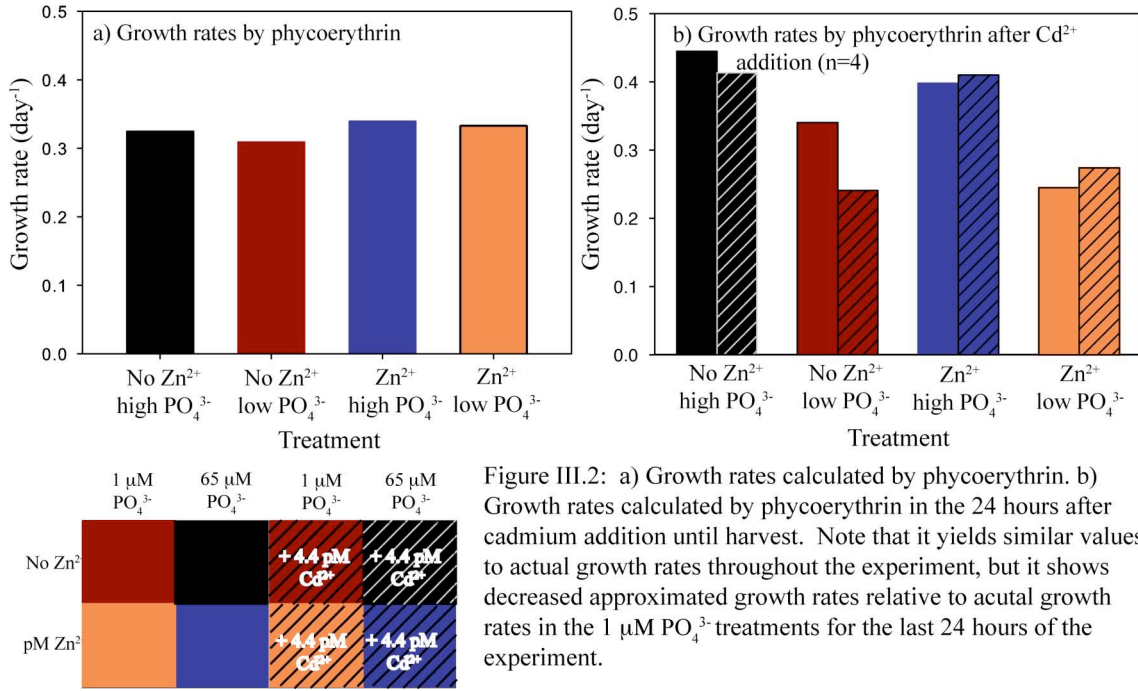 a) Growth rates by phycoerythrin
Growth rate (day⁻¹)
0.5
0.4
0.3
0.2
0.1
0.0
No Zn²⁺
high PO₄³⁻
No Zn²⁺
low PO₄³⁻
Zn²⁺
high PO₄³⁻
Zn²⁺
low PO₄³⁻
Treatment
b) Growth rates by phycoerythrin after Cd²⁺
addition (n=4)
Growth rate (day⁻¹)
0.5
0.4
0.3
0.2
0.1
0.0
No Zn²⁺
high PO₄³⁻
No Zn²⁺
low PO₄³⁻
Zn²⁺
high PO₄³⁻
Zn²⁺
low PO₄³⁻
Treatment
1 μM
PO₄³⁻
65 μM
PO₄³⁻
1 μM
PO₄³⁻
65 μM
PO₄³⁻
No Zn²
+ 4.4 pM
Cd²⁺
+ 4.4 pM
Cd²⁺
pM Zn²
+ 4.4 pM
Cd²⁺
+ 4.4 pM
Cd²⁺
Figure III.2: a) Growth rates calculated by phycoerythrin. b)
Growth rates calculated by phycoerythrin in the 24 hours after
cadmium addition until harvest. Note that it yields similar values
to actual growth rates throughout the experiment, but it shows
decreased approximated growth rates relative to acutal growth
rates in the 1 μM PO₄³⁻ treatments for the last 24 hours of the
experiment.